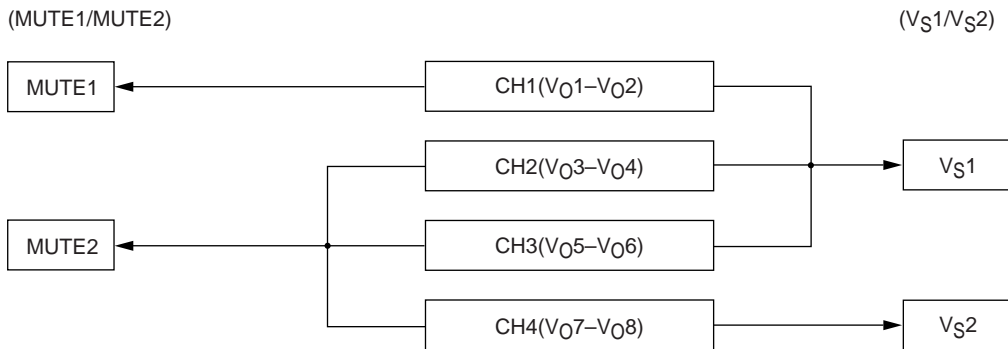 (MUTE1/MUTE2) (VS1/VS2)
MUTE1 CH1(VO1–VO2)
CH2(VO3–VO4) VS1
MUTE2 CH3(VO5–VO6)
CH4(VO7–VO8) VS2